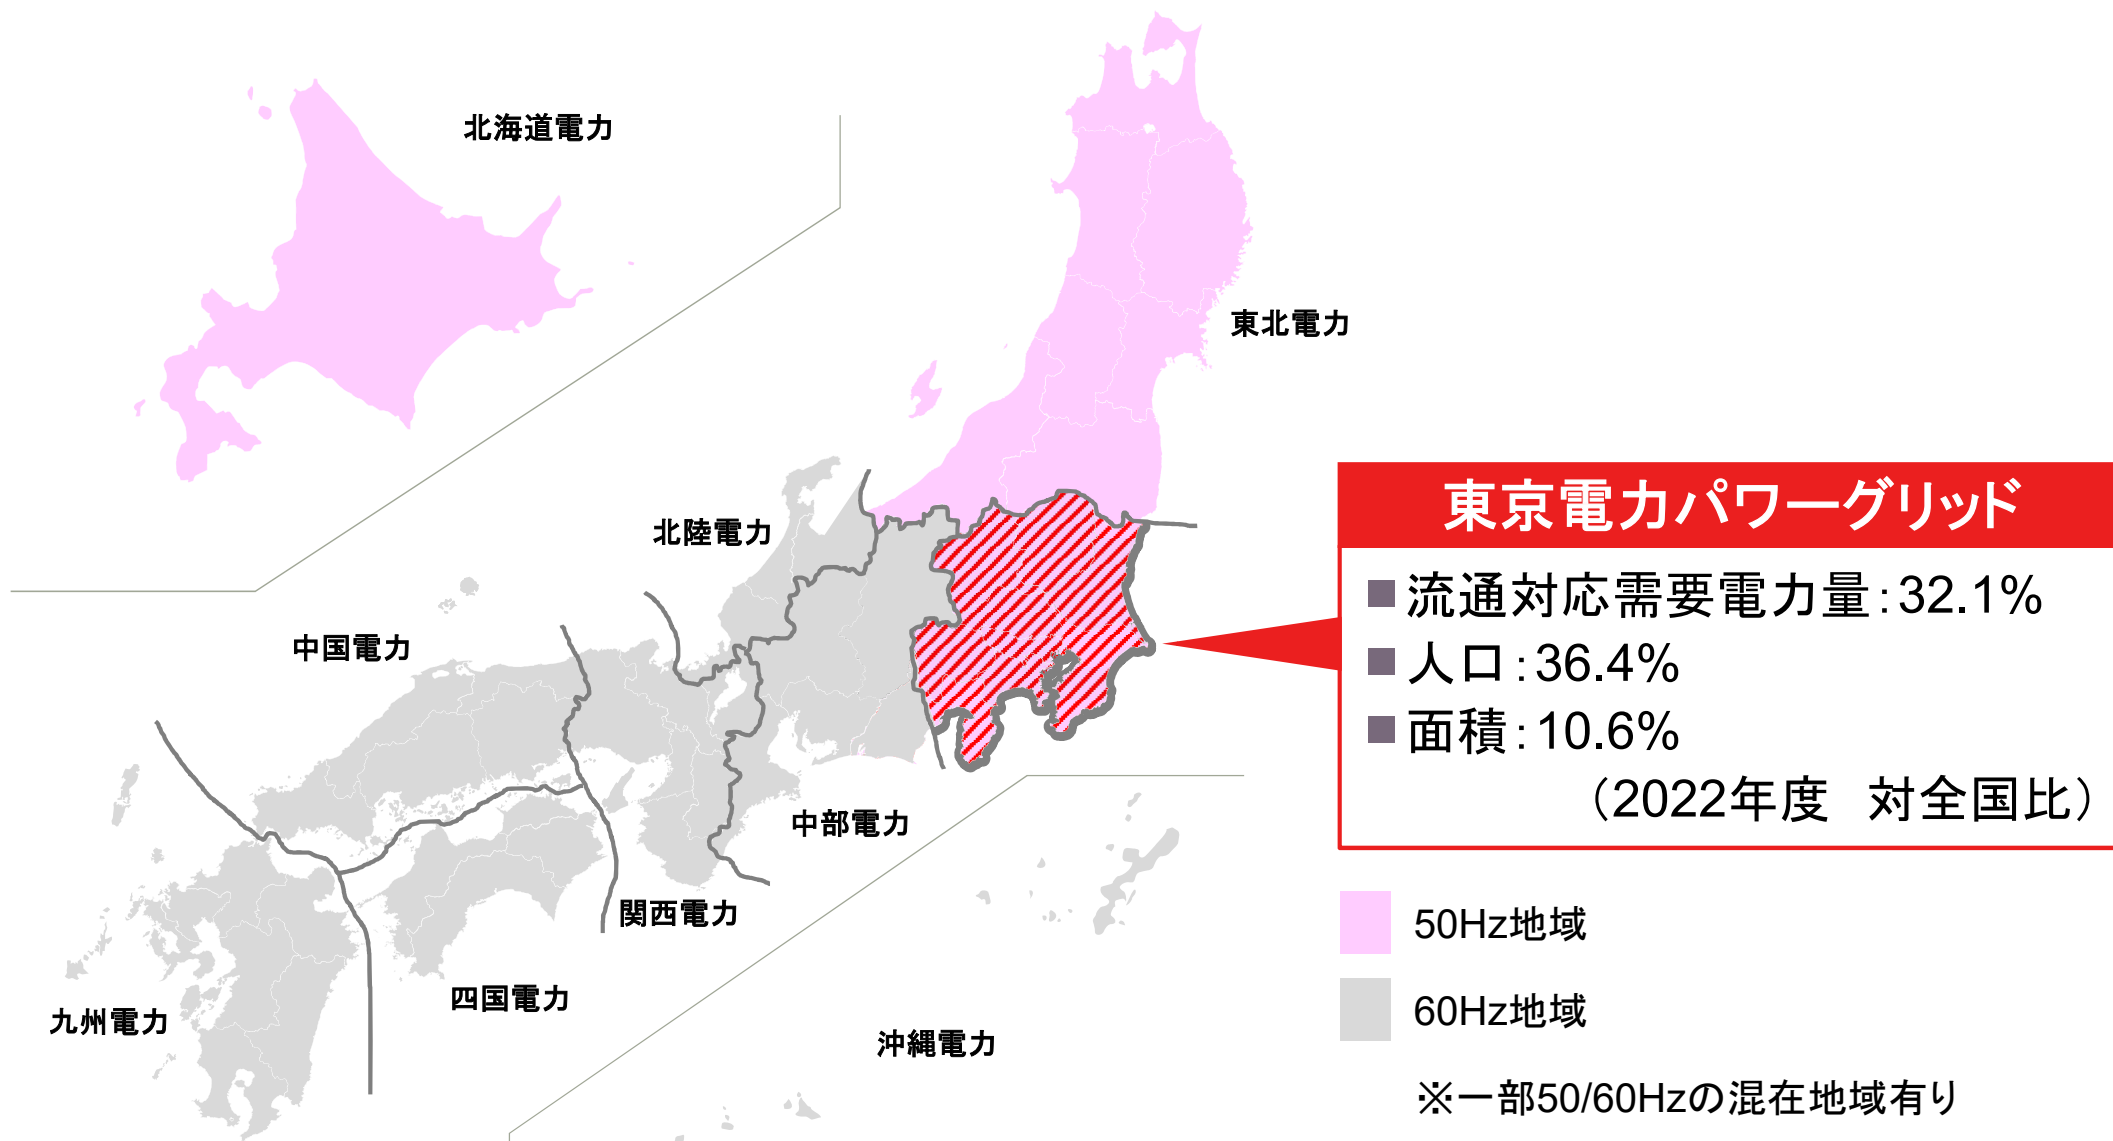 北海道電力
東北電力
北陸電力
中国電力
中部電力
関西電力
四国電力
九州電力
沖縄電力
東京電力パワーグリッド
■流通対応需要電力量:32.1%
■人口:36.4%
■面積:10.6%
(2022年度 対全国比)
50Hz地域
60Hz地域
※一部50/60Hzの混在地域有り